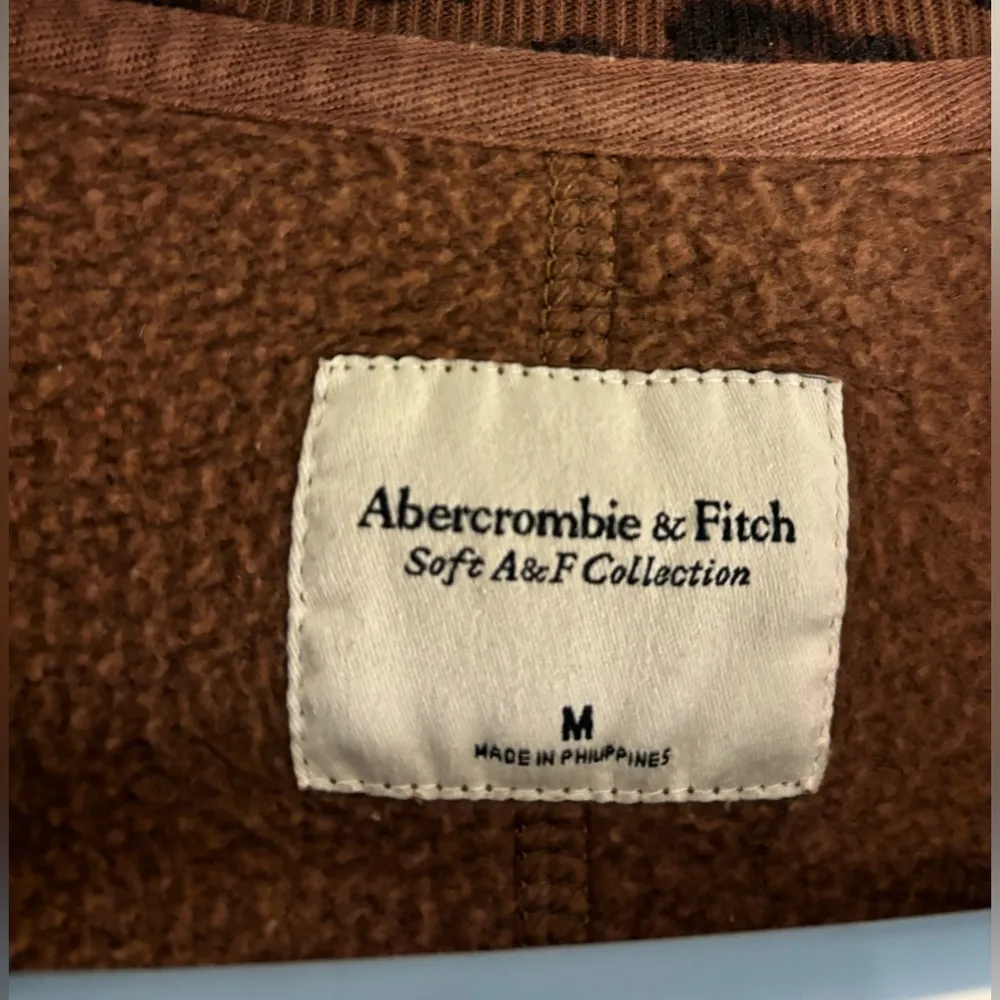 Abercrombie & Fitch
Soft A&F Collection
M
MADE IN PHILIPPINES